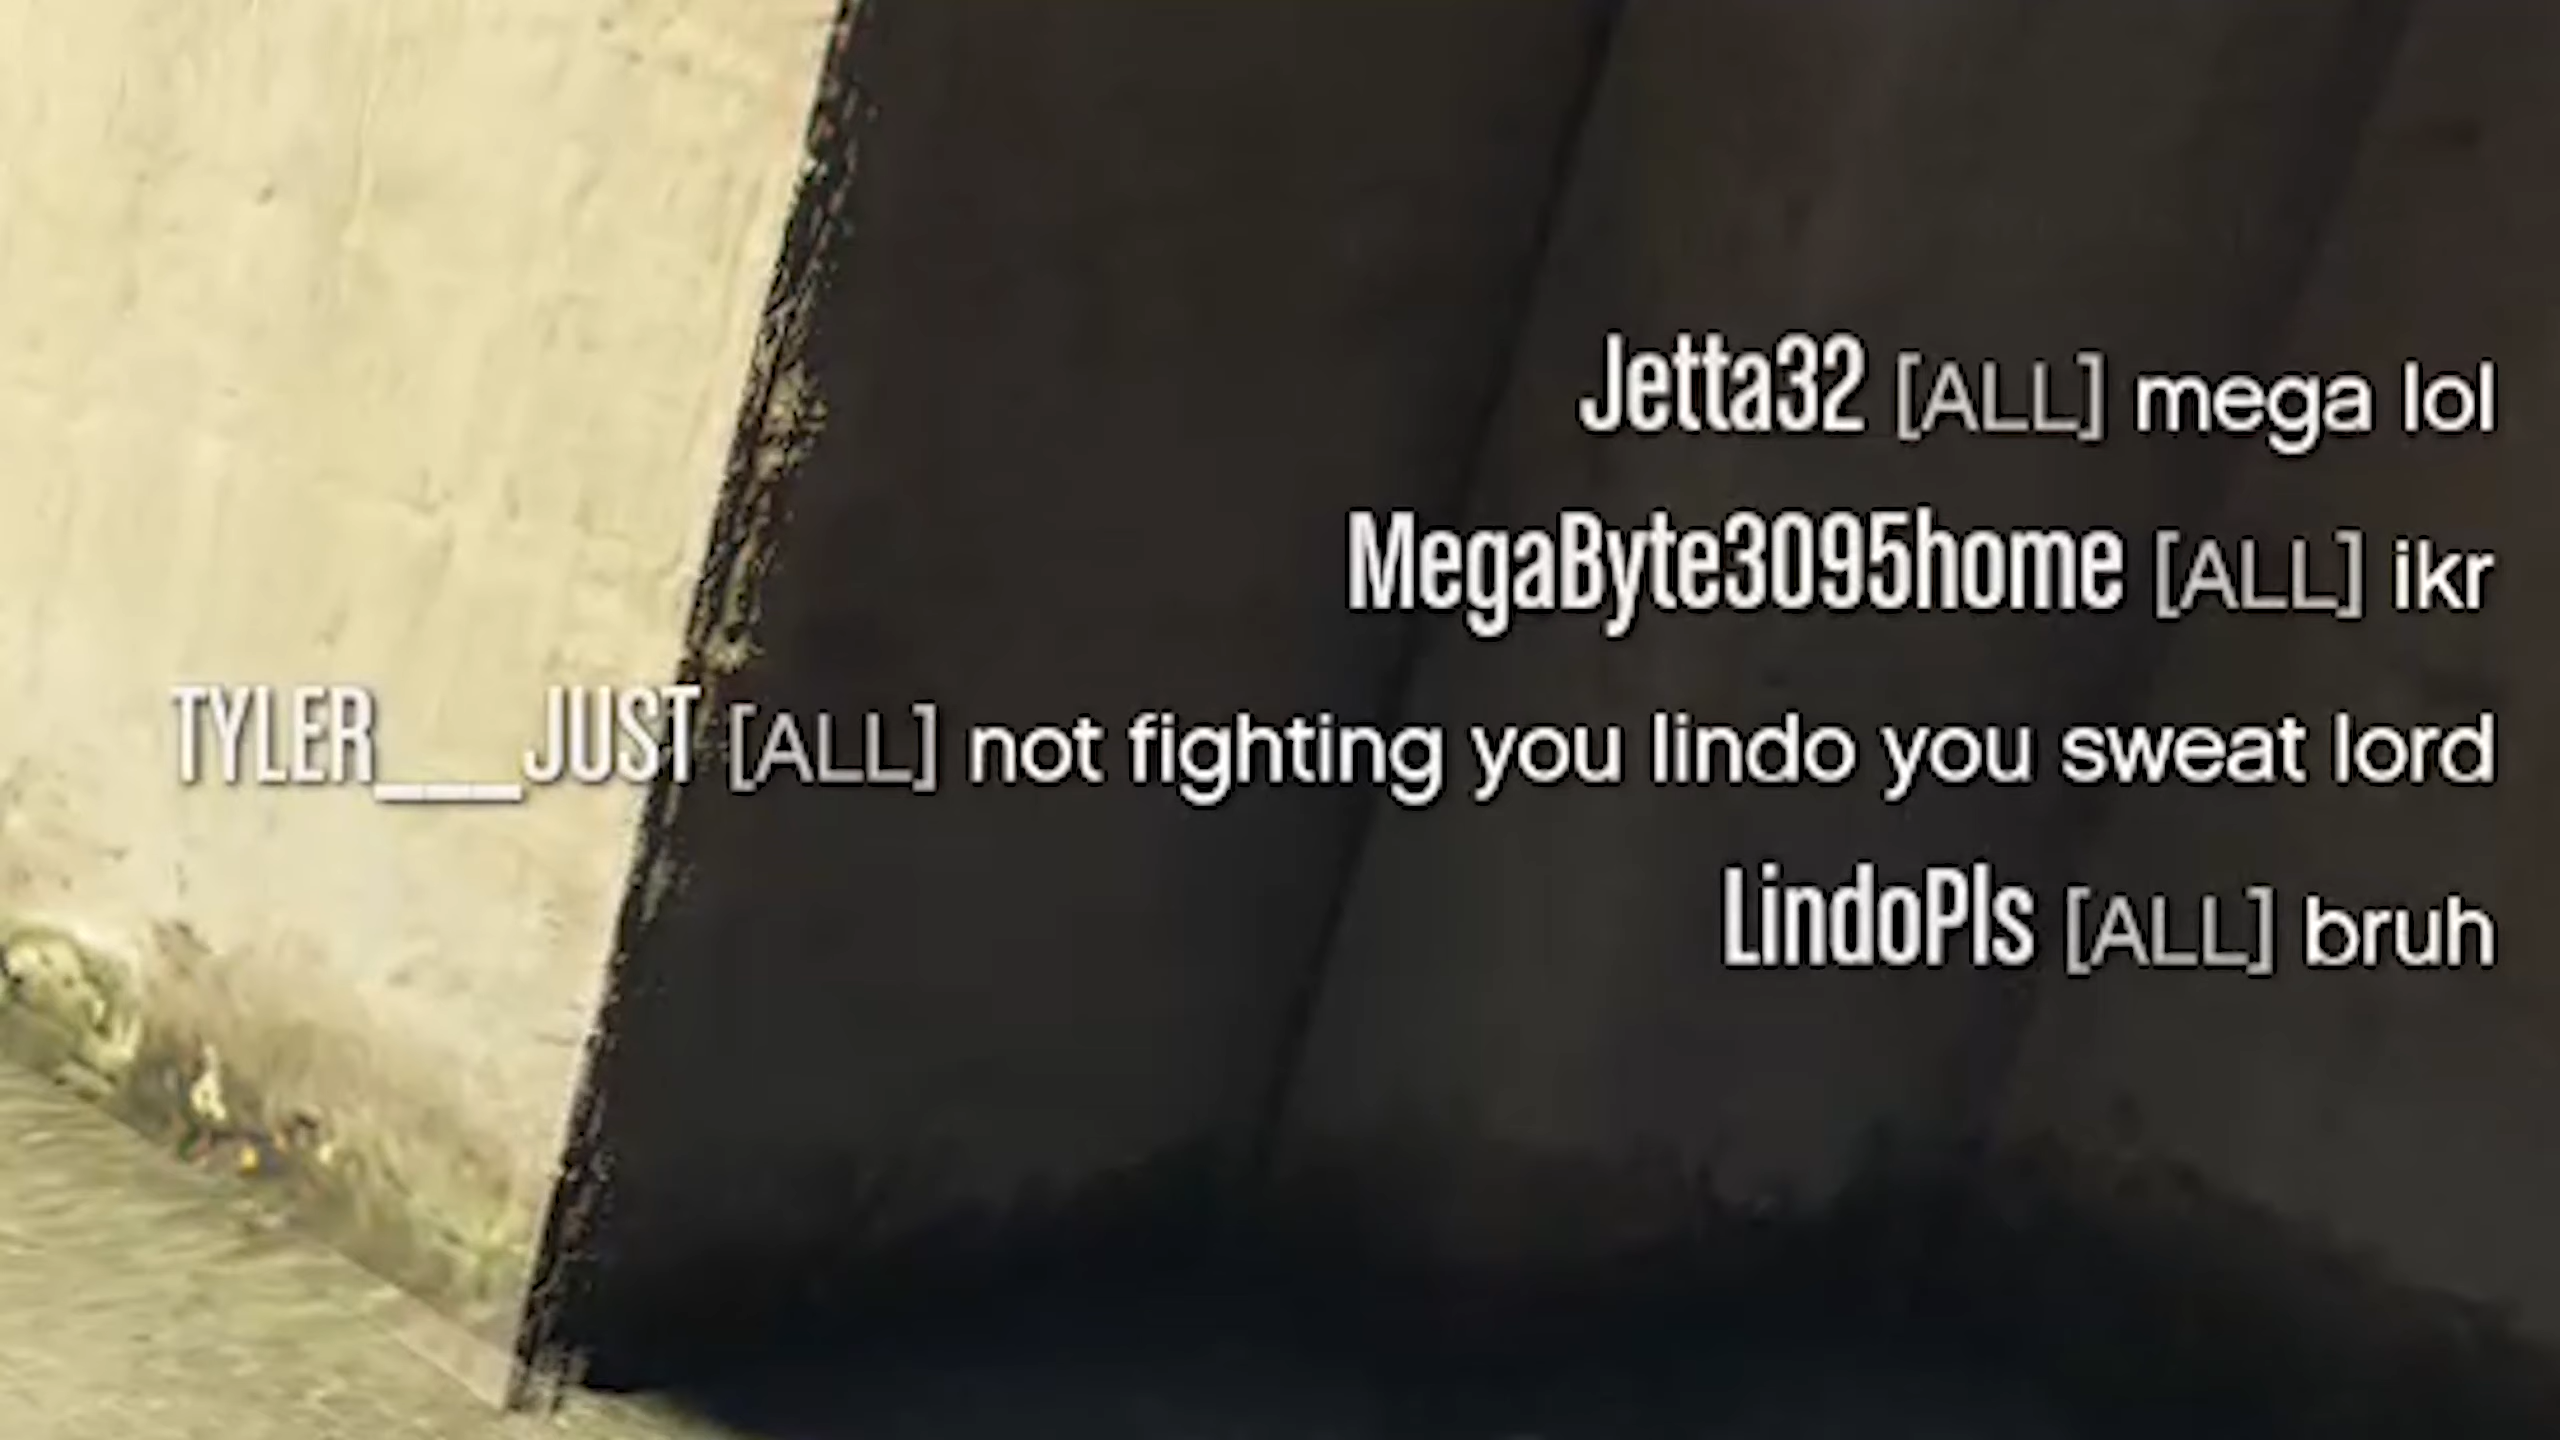 Jetta32 [ALL] mega lol
MegaByte3095home [ALL] ikr
TYLER___JUST [ALL] not fighting you lindo you sweat lord
LindoPls [ALL] bruh